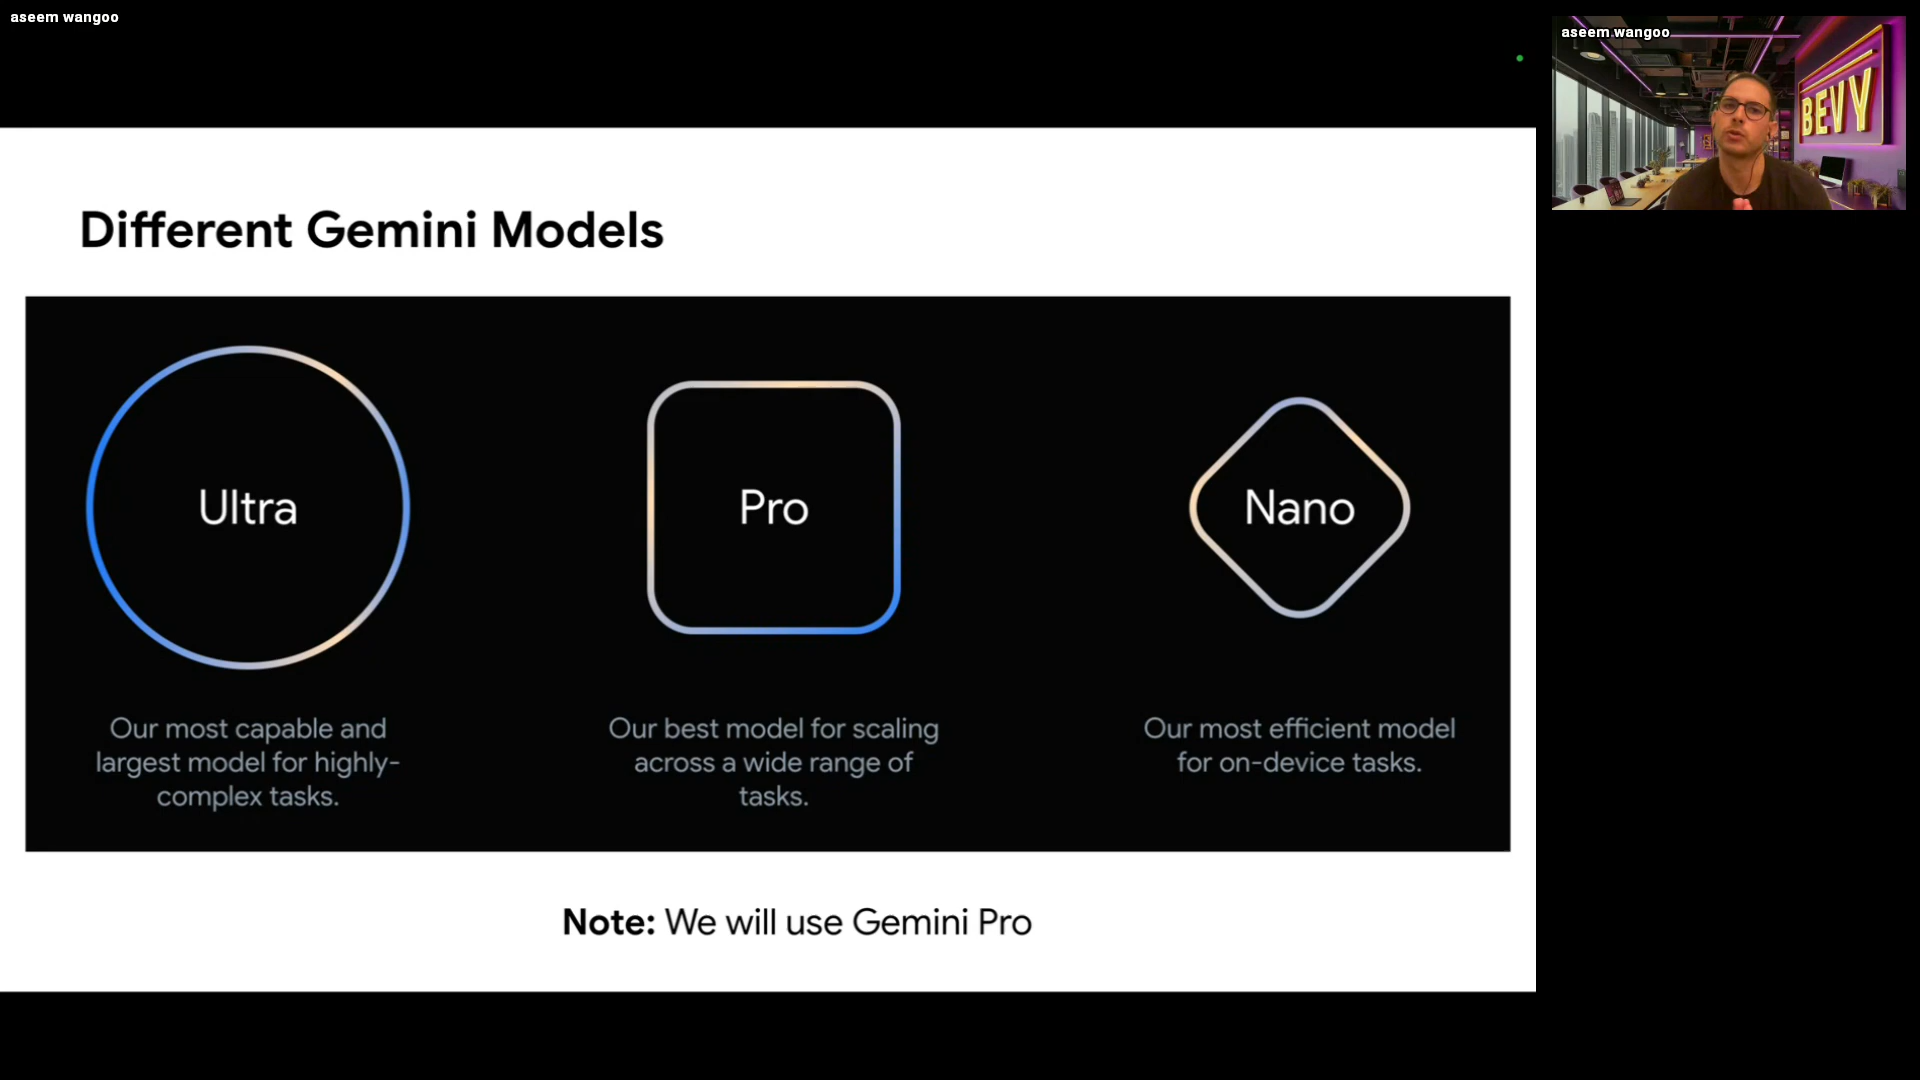 aseem wangoo
aseem wangoo
BEVY
Different Gemini Models
Ultra
Pro
Nano
Our most capable and
largest model for highly-
complex tasks.
Our best model for scaling
across a wide range of
tasks.
Our most efficient model
for on-device tasks.
Note: We will use Gemini Pro